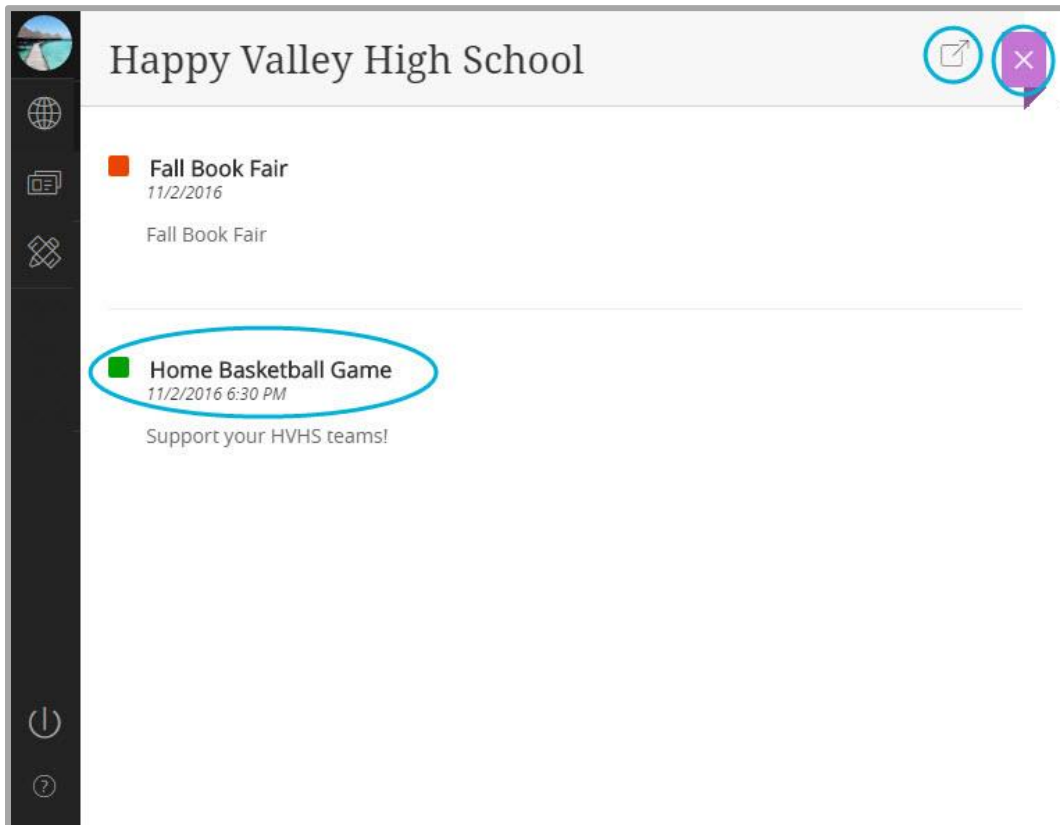 Happy Valley High School
Fall Book Fair
11/2/2016
Fall Book Fair
Home Basketball Game
11/2/2016 6:30 PM
Support your HVHS teams!